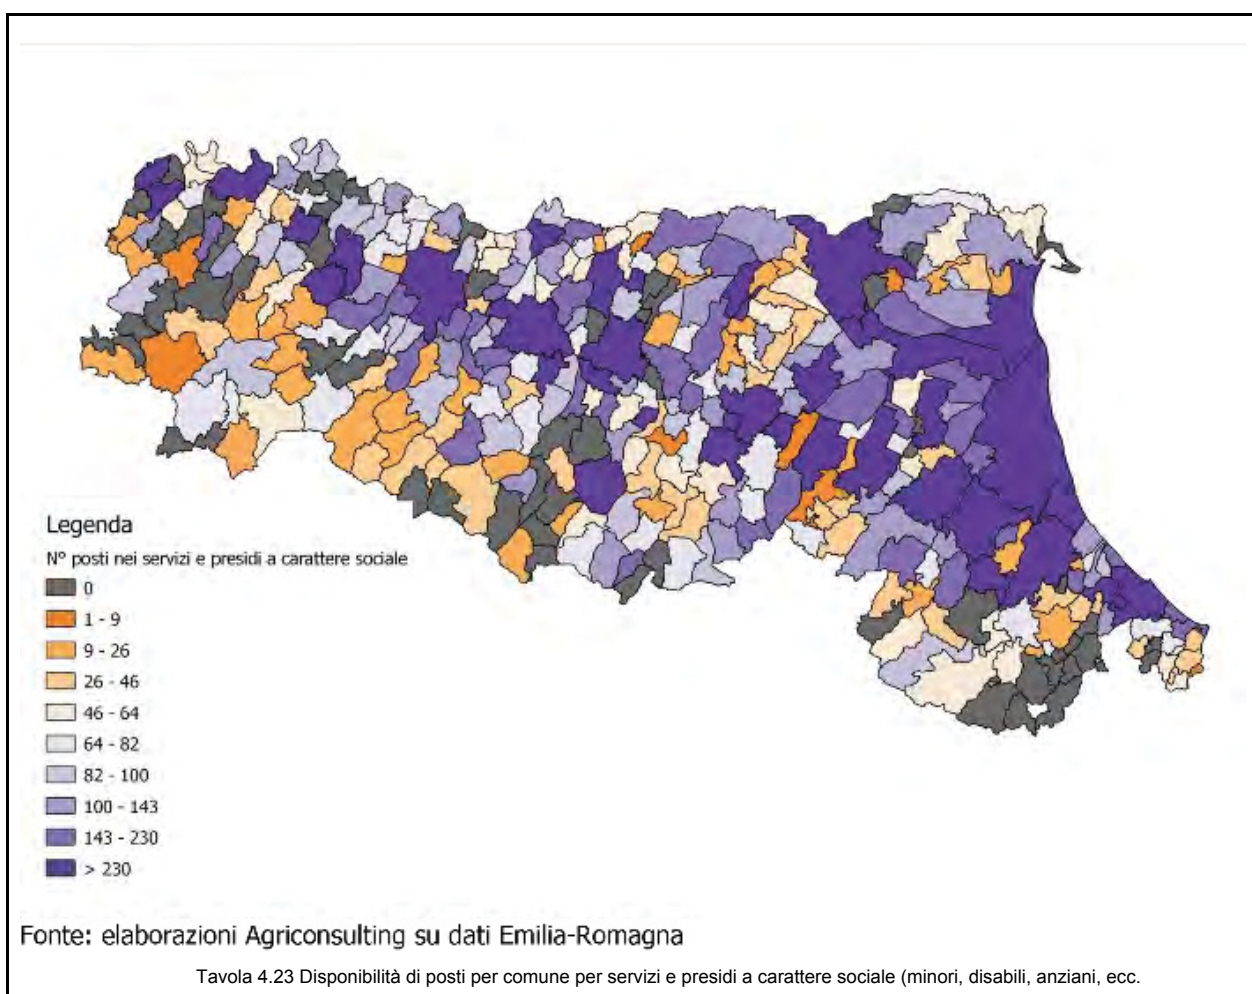 Legenda
N° posti nei servizi e presidi a carattere sociale
0
1 - 9
9 - 26
26 - 46
46 - 64
64 - 82
82 - 100
100 - 143
143 - 230
> 230
Fonte: elaborazioni Agriconsulting su dati Emilia-Romagna
Tavola 4.23 Disponibilità di posti per comune per servizi e presidi a carattere sociale (minori, disabili, anziani, ecc.